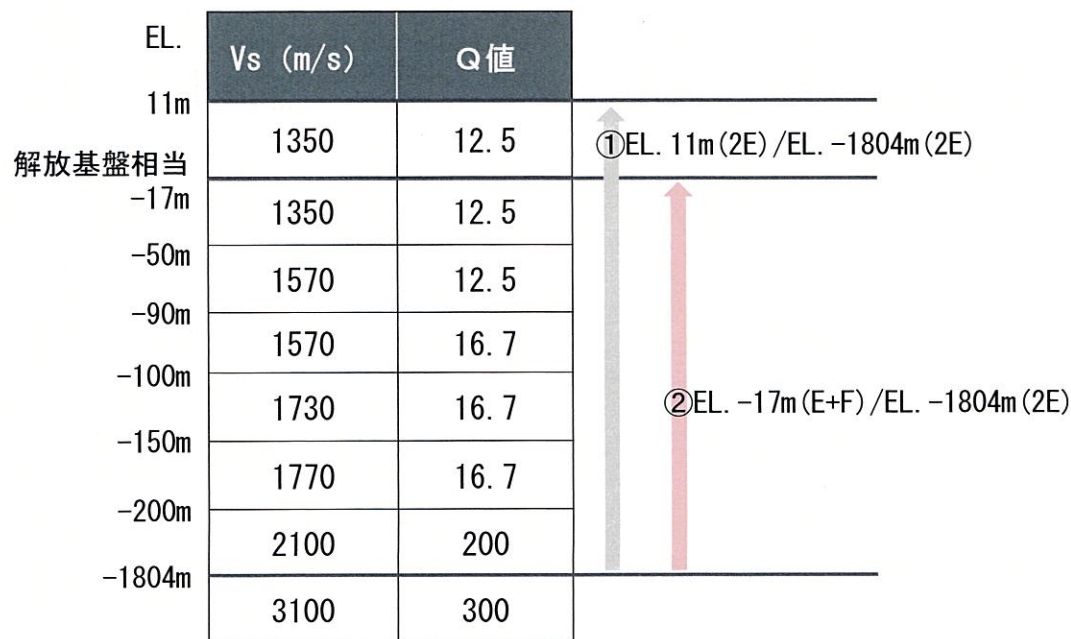 EL.
Vs (m/s) Q値
11m
1350 12.5 ①EL. 11m(2E)/EL. -1804m(2E)
解放基盤相当
-17m
1350 12.5
-50m
1570 12.5
-90m
1570 16.7
-100m
1730 16.7 ②EL. -17m(E+F)/EL. -1804m(2E)
-150m
1770 16.7
-200m
2100 200
-1804m
3100 300